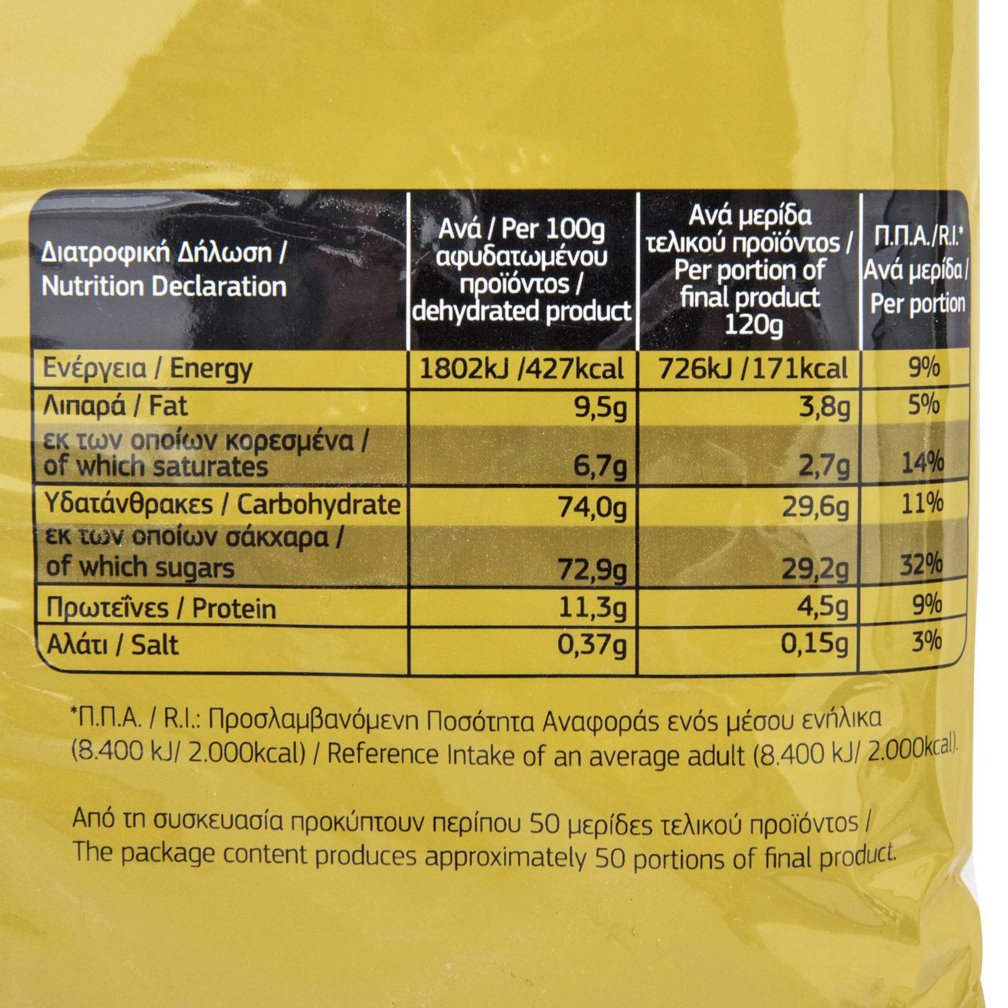 Διατροφική Δήλωση /
Nutrition Declaration
Ανά / Per 100g
αφυδατωμένου
προϊόντος /
dehydrated product
Ανά μερίδα
τελικού προϊόντος /
Per portion of
final product
120g
Π.Π.Α./R.I.*
Ανά μερίδα /
Per portion
Ενέργεια / Energy 1802kJ /427kcal 726kJ /171kcal 9%
Λιπαρά / Fat 9,5g 3,8g 5%
εκ των οποίων κορεσμένα /
of which saturates 6,7g 2,7g 14%
Υδατάνθρακες / Carbohydrate 74,0g 29,6g 11%
εκ των οποίων σάκχαρα /
of which sugars 72,9g 29,2g 32%
Πρωτεΐνες / Protein 11,3g 4,5g 9%
Αλάτι / Salt 0,37g 0,15g 3%
*Π.Π.Α. / R.I.: Προσλαμβανόμενη Ποσότητα Αναφοράς ενός μέσου ενήλικα
(8.400 kJ/ 2.000kcal) / Reference Intake of an average adult (8.400 kJ/ 2.000kcal).
Από τη συσκευασία προκύπτουν περίπου 50 μερίδες τελικού προϊόντος /
The package content produces approximately 50 portions of final product.